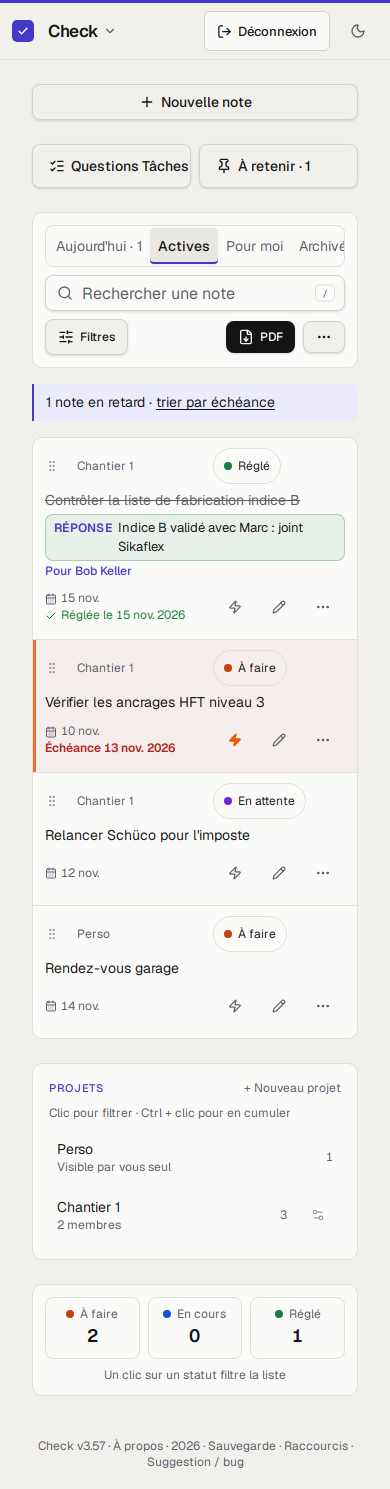 Check
Déconnexion
Nouvelle note
Questions Tâches
À retenir · 1
Aujourd'hui · 1 Actives Pour moi Archivé
Rechercher une note /
Filtres PDF
1 note en retard · trier par échéance
Chantier 1 Réglé
Contrôler la liste de fabrication indice B
RÉPONSE Indice B validé avec Marc : joint
Sikaflex
Pour Bob Keller
15 nov.
Réglée le 15 nov. 2026
Chantier 1 À faire
Vérifier les ancrages HFT niveau 3
10 nov.
Échéance 13 nov. 2026
Chantier 1 En attente
Relancer Schüco pour l'imposte
12 nov.
Perso À faire
Rendez-vous garage
14 nov.
PROJETS + Nouveau projet
Clic pour filtrer · Ctrl + clic pour en cumuler
Perso 1
Visible par vous seul
Chantier 1 3
2 membres
À faire En cours Réglé
2 0 1
Un clic sur un statut filtre la liste
Check v3.57 · À propos · 2026 · Sauvegarde · Raccourcis ·
Suggestion / bug